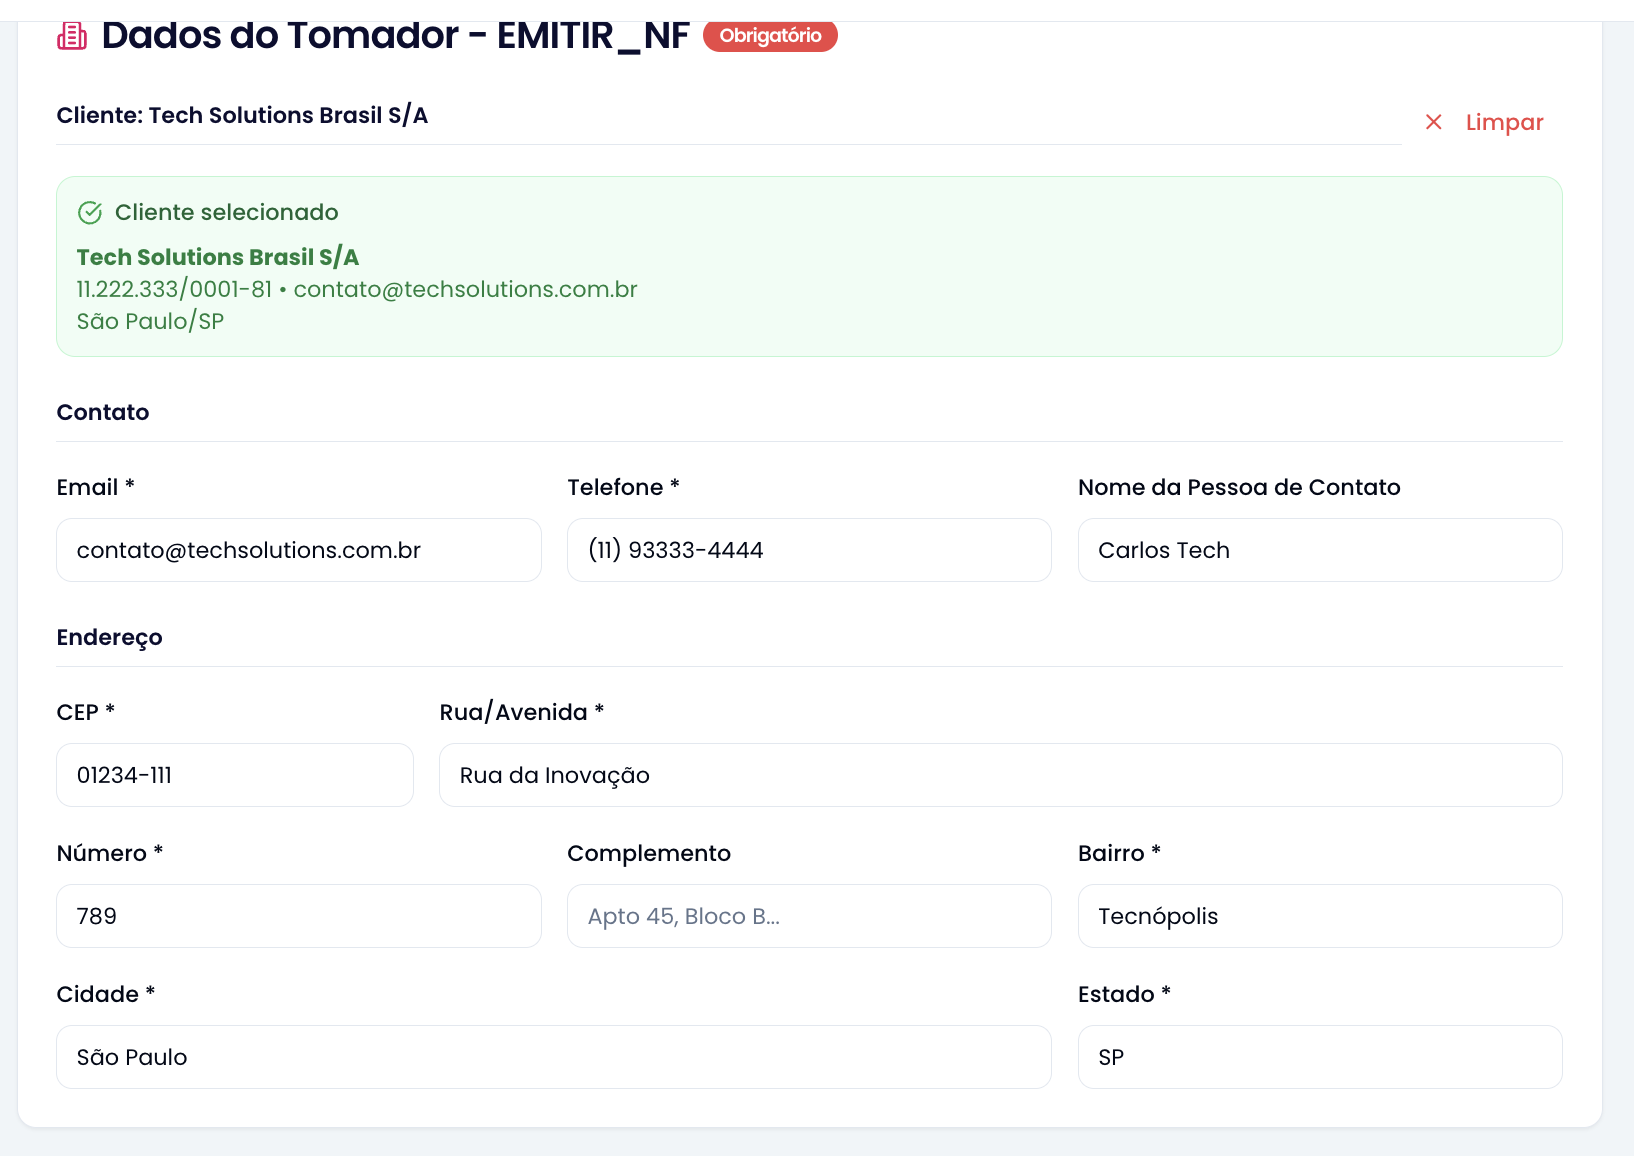 Dados do Tomador - EMITIR_NF Obrigatório
Cliente: Tech Solutions Brasil S/A
Limpar
Cliente selecionado
Tech Solutions Brasil S/A
11.222.333/0001-81 • contato@techsolutions.com.br
São Paulo/SP
Contato
Email * Telefone * Nome da Pessoa de Contato
contato@techsolutions.com.br (11) 93333-4444 Carlos Tech
Endereço
CEP * Rua/Avenida *
01234-111 Rua da Inovação
Número * Complemento Bairro *
789 Apto 45, Bloco B... Tecnópolis
Cidade * Estado *
São Paulo SP